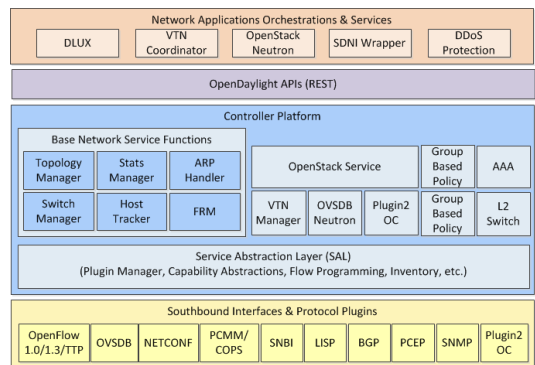 Network Applications Orchestrations & Services
DLUX
VTN
Coordinator
OpenStack
Neutron
SDNI Wrapper
DDoS
Protection
OpenDaylight APIs (REST)
Controller Platform
Base Network Service Functions
Topology
Manager
Stats
Manager
ARP
Handler
Switch
Manager
Host
Tracker
FRM
OpenStack Service
Group
Based
Policy
AAA
VTN
Manager
OVSDB
Neutron
Plugin2
OC
Group
Based
Policy
L2
Switch
Service Abstraction Layer (SAL)
(Plugin Manager, Capability Abstractions, Flow Programming, Inventory, etc.)
Southbound Interfaces & Protocol Plugins
OpenFlow
1.0/1.3/TTP
OVSDB
NETCONF
PCMM/
COPS
SNBI
LISP
BGP
PCEP
SNMP
Plugin2
OC